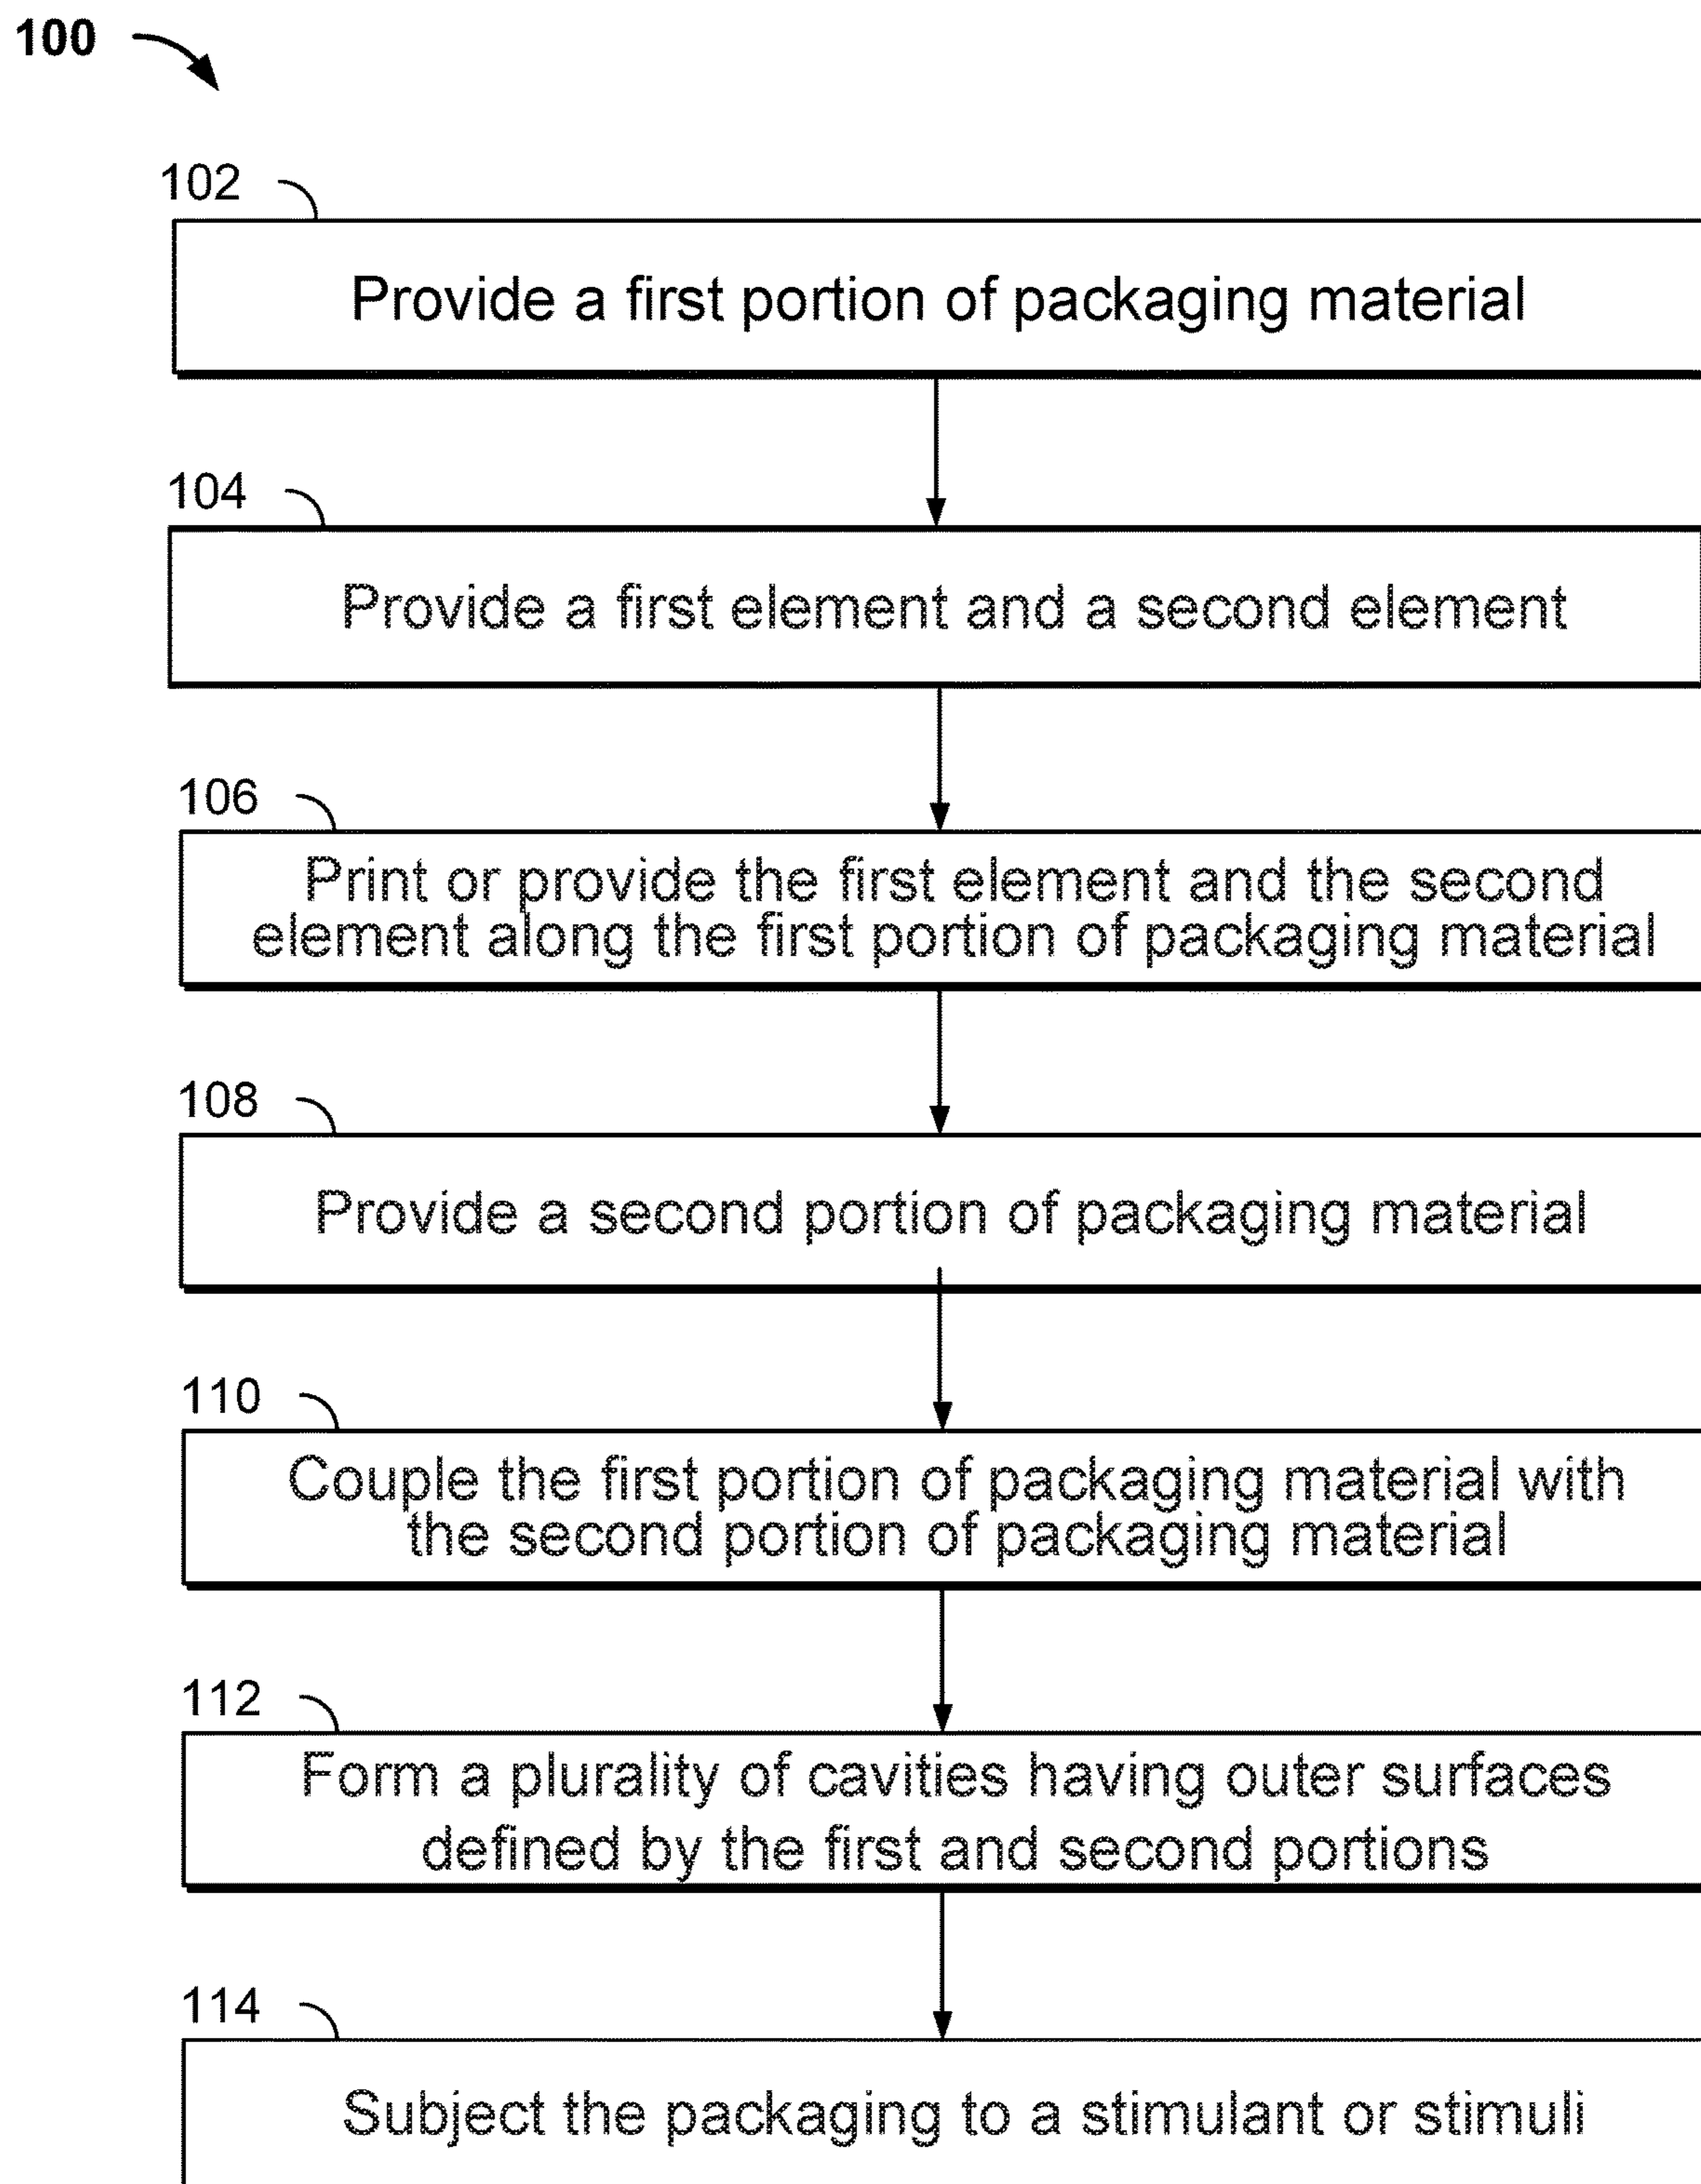 100
102
Provide a first portion of packaging material
104
Provide a first element and a second element
106
Print or provide the first element and the second
element along the first portion of packaging material
108
Provide a second portion of packaging material
110
Couple the first portion of packaging material with
the second portion of packaging material
112
Form a plurality of cavities having outer surfaces
defined by the first and second portions
114
Subject the packaging to a stimulant or stimuli